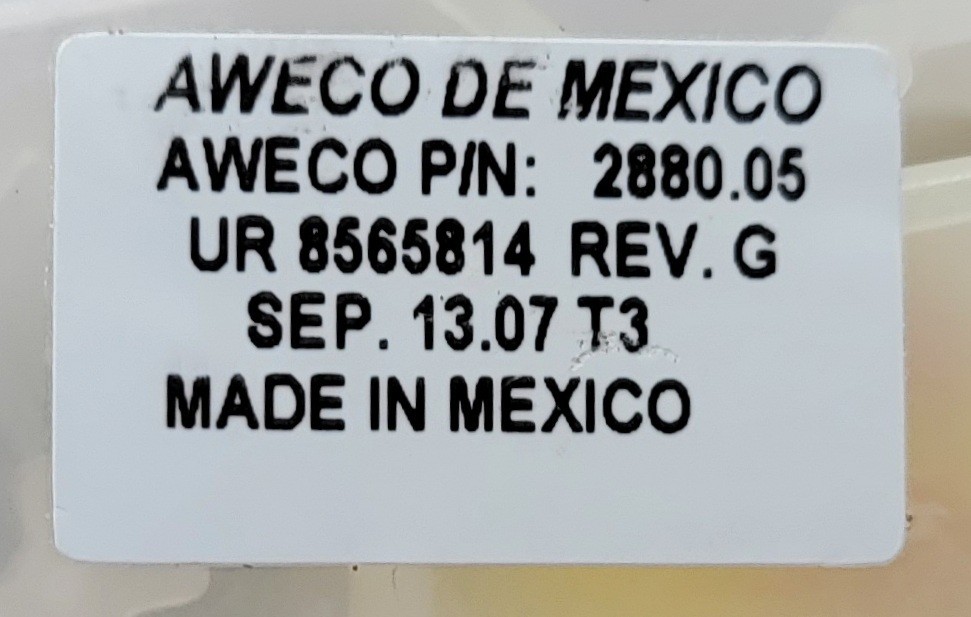 AWECO DE MEXICO
AWECO P/N: 2880.05
UR 8565814 REV. G
SEP. 13.07 T3
MADE IN MEXICO